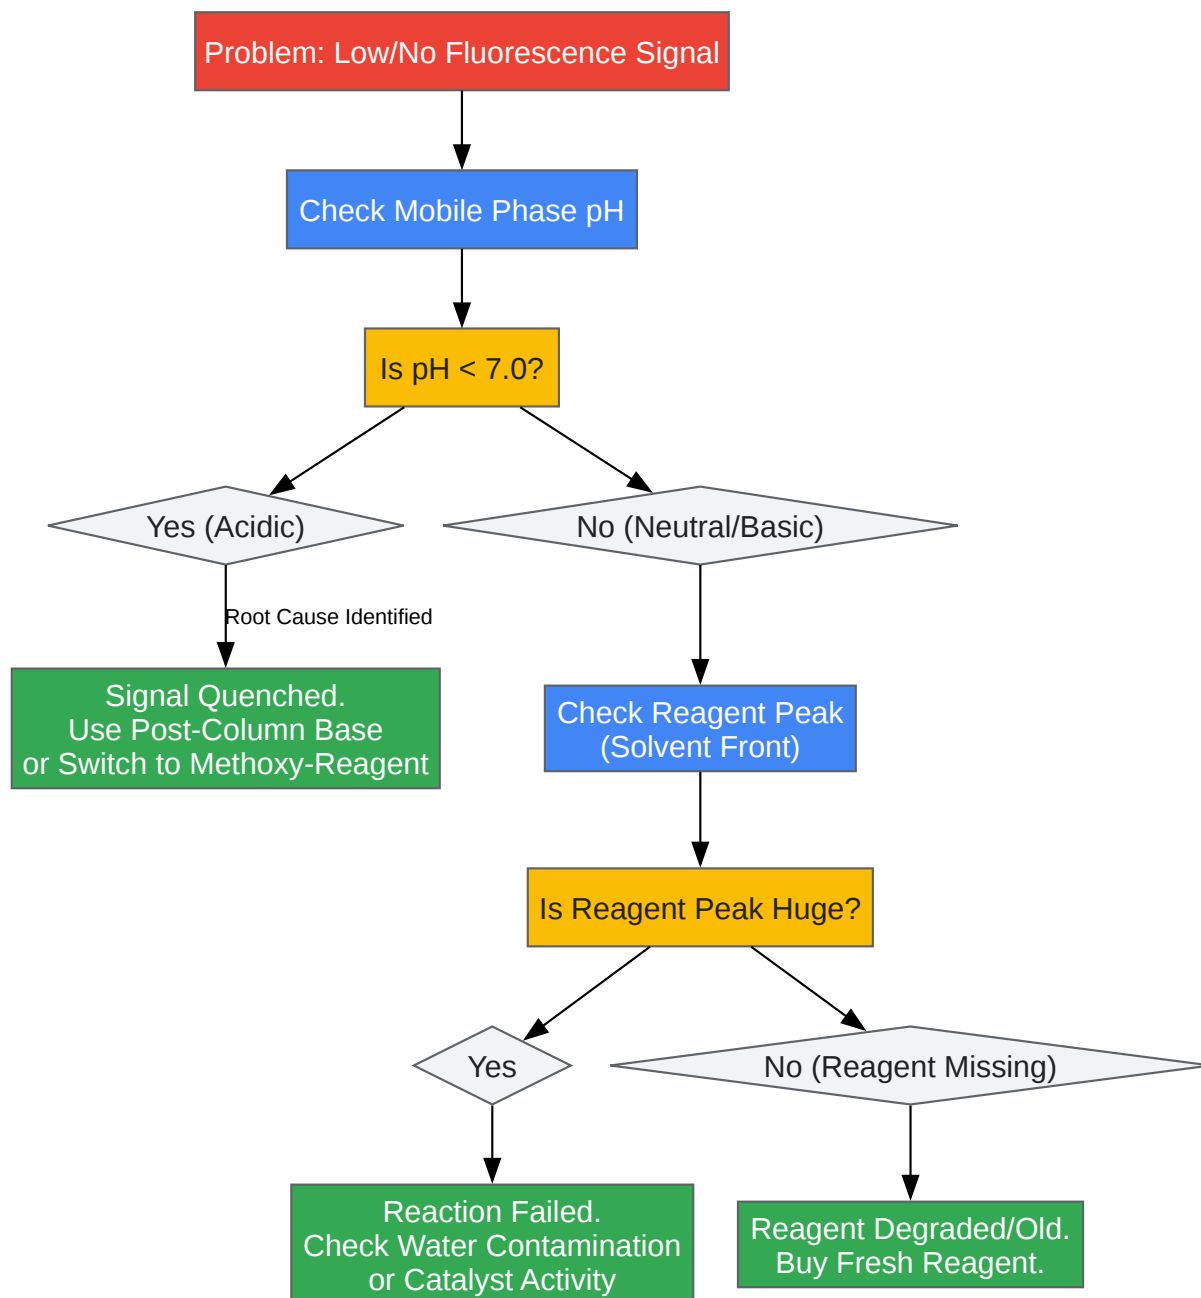 Problem: Low/No Fluorescence Signal
Check Mobile Phase pH
Is pH < 7.0?
Yes (Acidic)
No (Neutral/Basic)
Root Cause Identified
Signal Quenched.
Use Post-Column Base
or Switch to Methoxy-Reagent
Check Reagent Peak
(Solvent Front)
Is Reagent Peak Huge?
Yes
No (Reagent Missing)
Reaction Failed.
Check Water Contamination
or Catalyst Activity
Reagent Degraded/Old.
Buy Fresh Reagent.